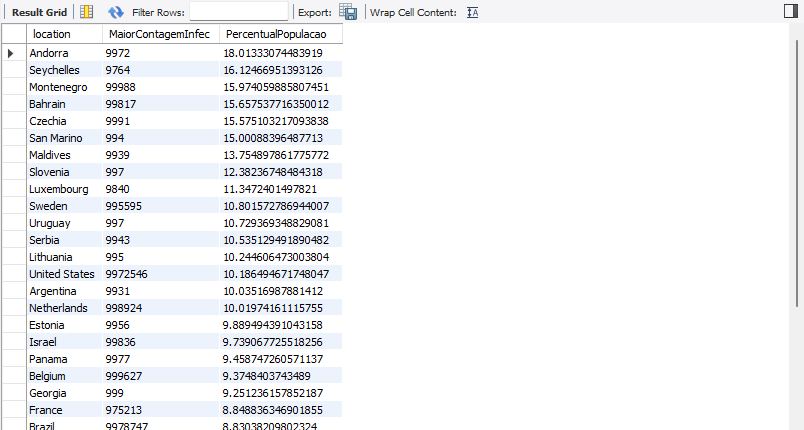 Result Grid Filter Rows: Export: Wrap Cell Content:
location MaiorContagemInfec PercentualPopulacao
Andorra 9972 18.01333074483919
Seychelles 9764 16.12466951393126
Montenegro 99988 15.974059885807451
Bahrain 99817 15.657537716350012
Czechia 9991 15.575103217093838
San Marino 994 15.00088396487713
Maldives 9939 13.754897861775772
Slovenia 997 12.38236748484318
Luxembourg 9840 11.3472401497821
Sweden 995595 10.801572786944007
Uruguay 997 10.729369348829081
Serbia 9943 10.535129491890482
Lithuania 995 10.244606473003804
United States 9972546 10.186494671748047
Argentina 9931 10.03516987881412
Netherlands 998924 10.01974161115755
Estonia 9956 9.889494391043158
Israel 99836 9.739067725518256
Panama 9977 9.458747260571137
Belgium 999627 9.3748403743489
Georgia 999 9.251236157852187
France 975213 8.848836346901855
Brazil 9978747 8.83038209802324